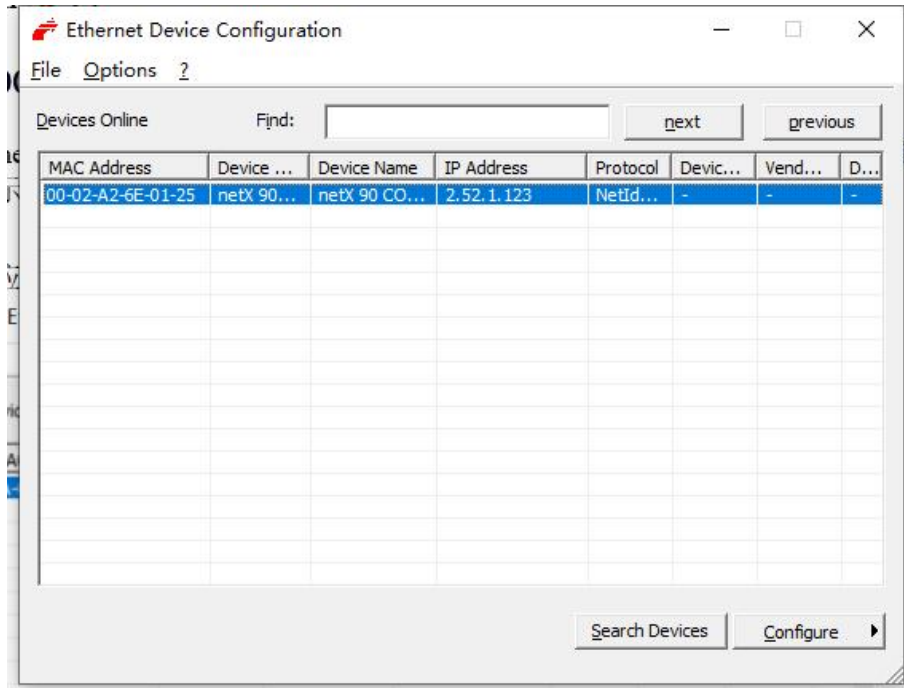 Ethernet Device Configuration
File Options ?
Devices Online Find: next previous
MAC Address Device ... Device Name IP Address Protocol Devic... Vend... D...
00-02-A2-6E-01-25 netX 90... netX 90 CO... 2.52.1.123 NetId... - - -
Search Devices Configure